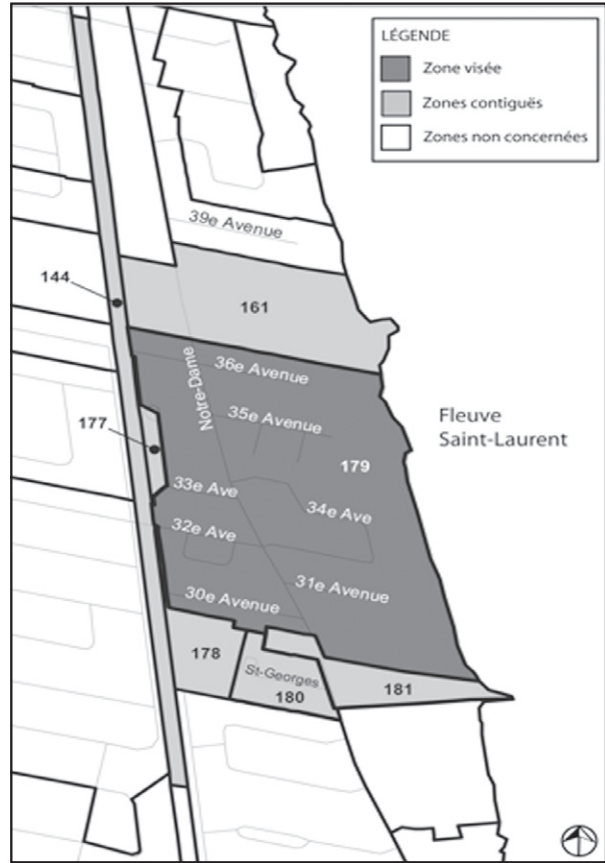 LÉGENDE
Zone visée
Zones contiguës
Zones non concernées
39e Avenue
144
161
36e Avenue
Notre-Dame
35e Avenue
Fleuve
Saint-Laurent
177
179
33e Ave
34e Ave
32e Ave
31e Avenue
30e Avenue
178
St-Georges
180
181